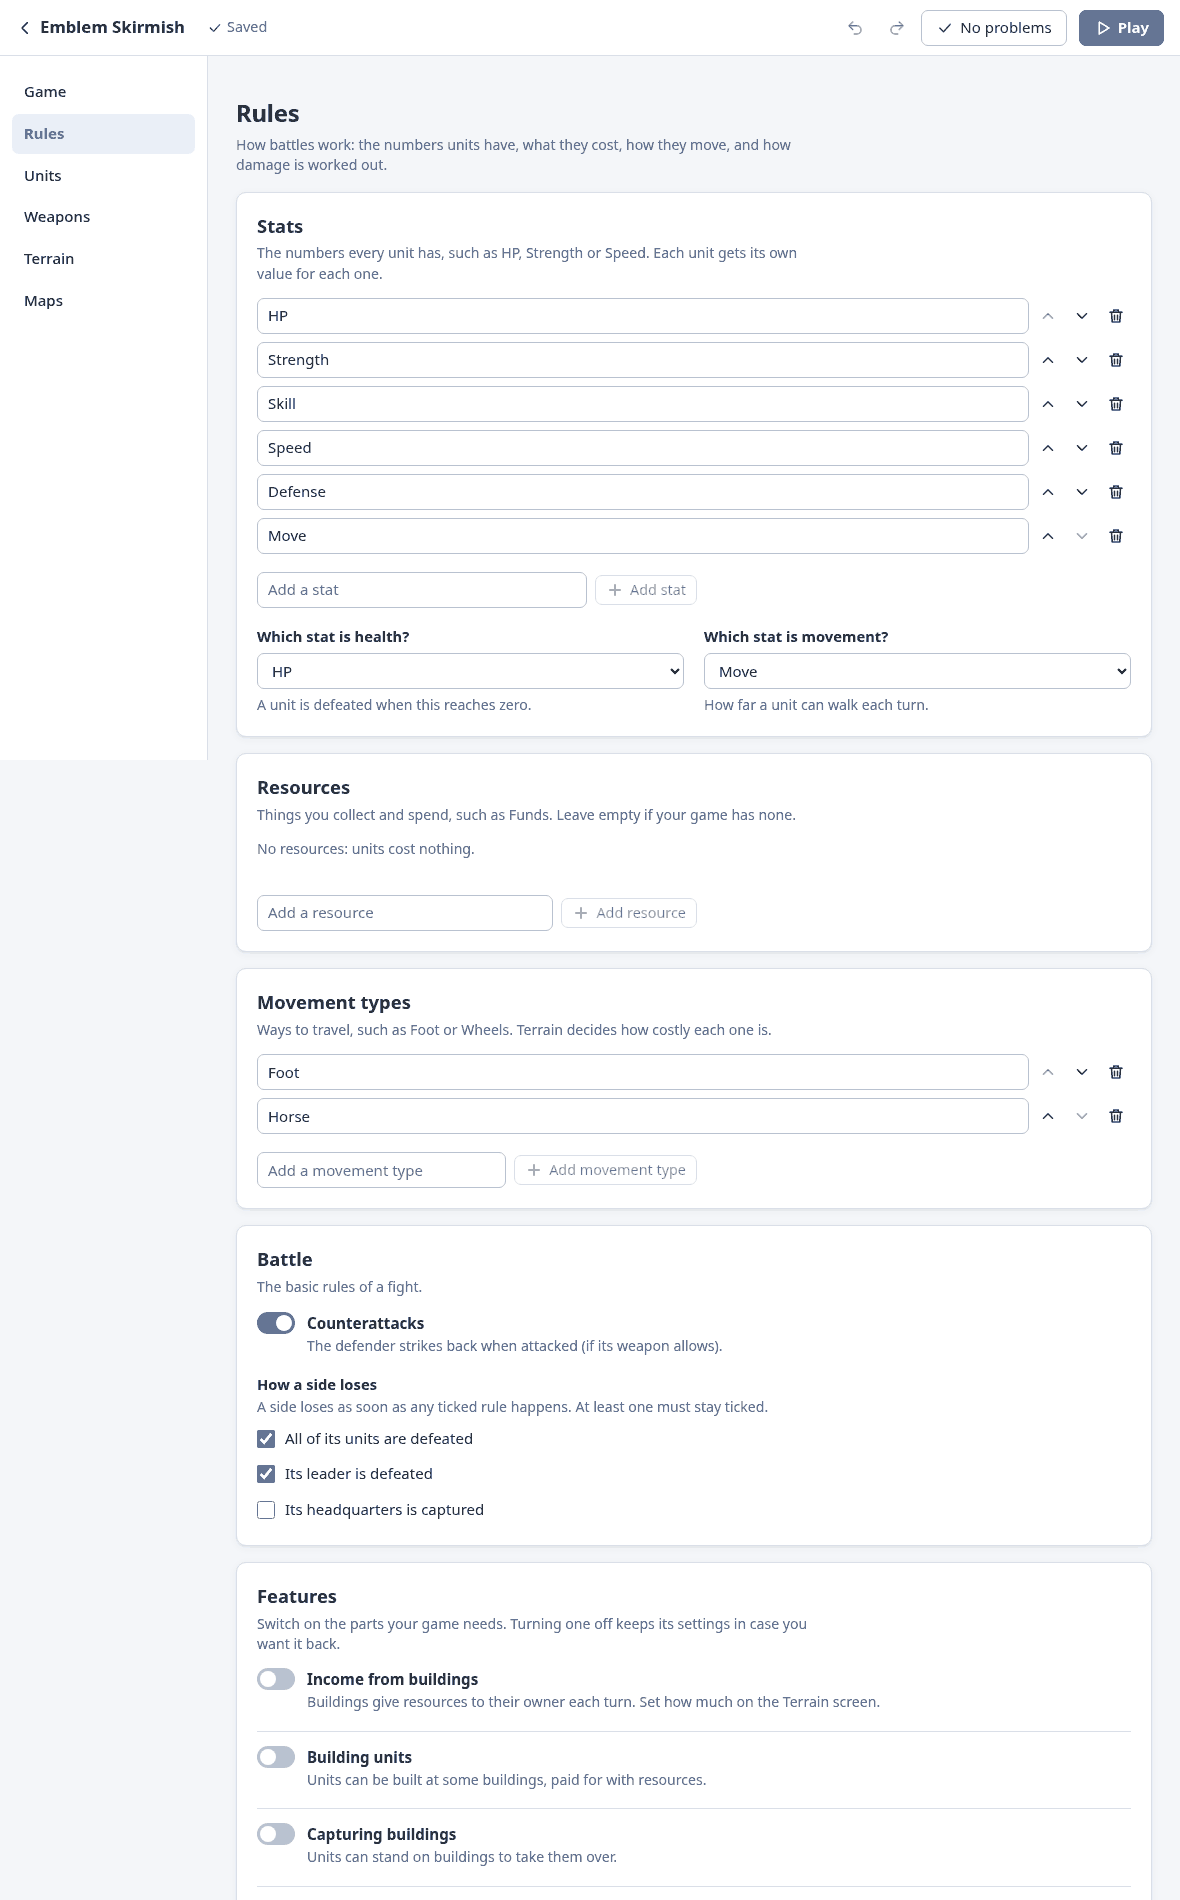 Emblem Skirmish
Saved
No problems
Play
Game
Rules
Units
Weapons
Terrain
Maps
Rules
How battles work: the numbers units have, what they cost, how they move, and how
damage is worked out.
Stats
The numbers every unit has, such as HP, Strength or Speed. Each unit gets its own
value for each one.
HP
Strength
Skill
Speed
Defense
Move
Add a stat
Add stat
Which stat is health?
Which stat is movement?
HP
Move
A unit is defeated when this reaches zero.
How far a unit can walk each turn.
Resources
Things you collect and spend, such as Funds. Leave empty if your game has none.
No resources: units cost nothing.
Add a resource
Add resource
Movement types
Ways to travel, such as Foot or Wheels. Terrain decides how costly each one is.
Foot
Horse
Add a movement type
Add movement type
Battle
The basic rules of a fight.
Counterattacks
The defender strikes back when attacked (if its weapon allows).
How a side loses
A side loses as soon as any ticked rule happens. At least one must stay ticked.
All of its units are defeated
Its leader is defeated
Its headquarters is captured
Features
Switch on the parts your game needs. Turning one off keeps its settings in case you
want it back.
Income from buildings
Buildings give resources to their owner each turn. Set how much on the Terrain screen.
Building units
Units can be built at some buildings, paid for with resources.
Capturing buildings
Units can stand on buildings to take them over.